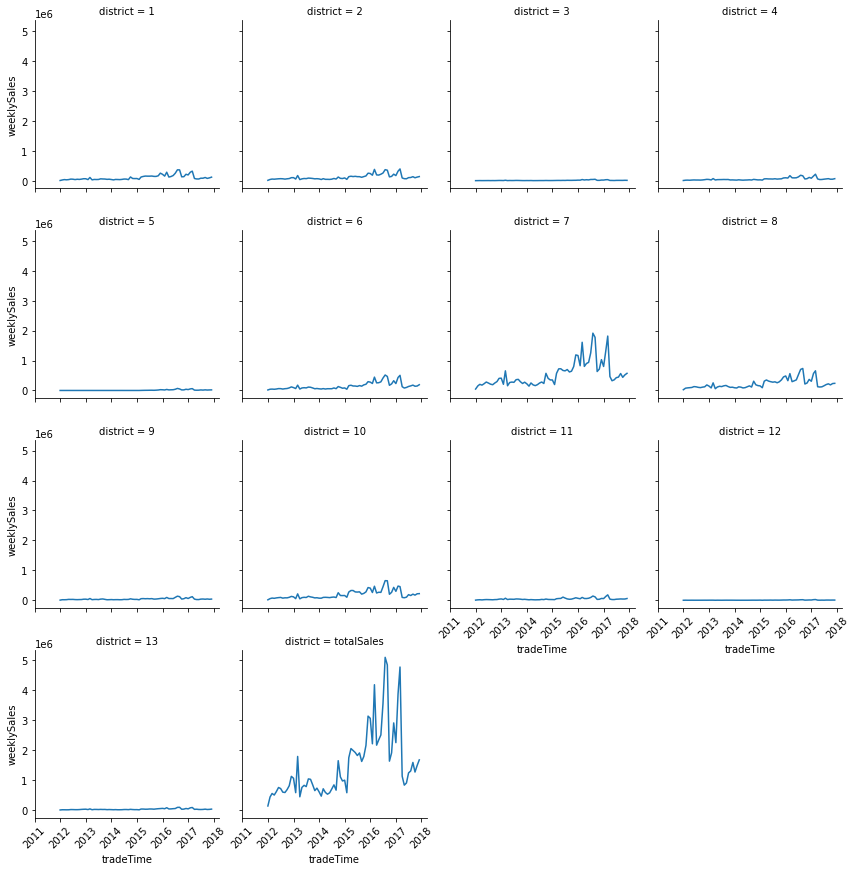 1e6
district = 1
district = 2
district = 3
district = 4
5
4
3
2
1
0
weeklySales
1e6
district = 5
district = 6
district = 7
district = 8
5
4
3
2
1
0
weeklySales
1e6
district = 9
district = 10
district = 11
district = 12
5
4
3
2
1
0
weeklySales
2011 2012 2013 2014 2015 2016 2017 2018
tradeTime
2011 2012 2013 2014 2015 2016 2017 2018
tradeTime
1e6
district = 13
district = totalSales
5
4
3
2
1
0
weeklySales
2011 2012 2013 2014 2015 2016 2017 2018
tradeTime
2011 2012 2013 2014 2015 2016 2017 2018
tradeTime